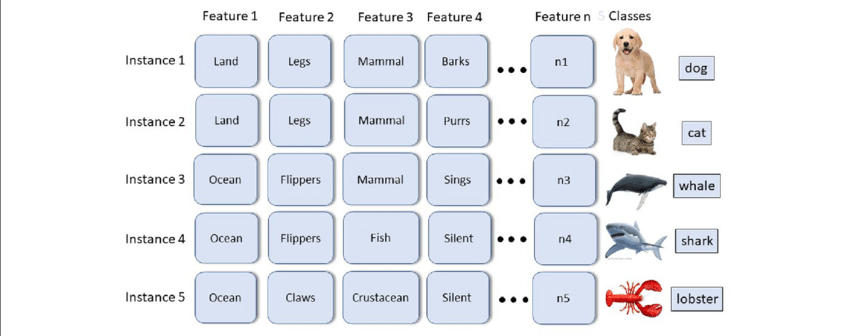 Feature 1 Feature 2 Feature 3 Feature 4 Feature n S Classes
Instance 1 Land Legs Mammal Barks ••• n1 dog
Instance 2 Land Legs Mammal Purrs ••• n2 cat
Instance 3 Ocean Flippers Mammal Sings ••• n3 whale
Instance 4 Ocean Flippers Fish Silent ••• n4 shark
Instance 5 Ocean Claws Crustacean Silent ••• n5 lobster